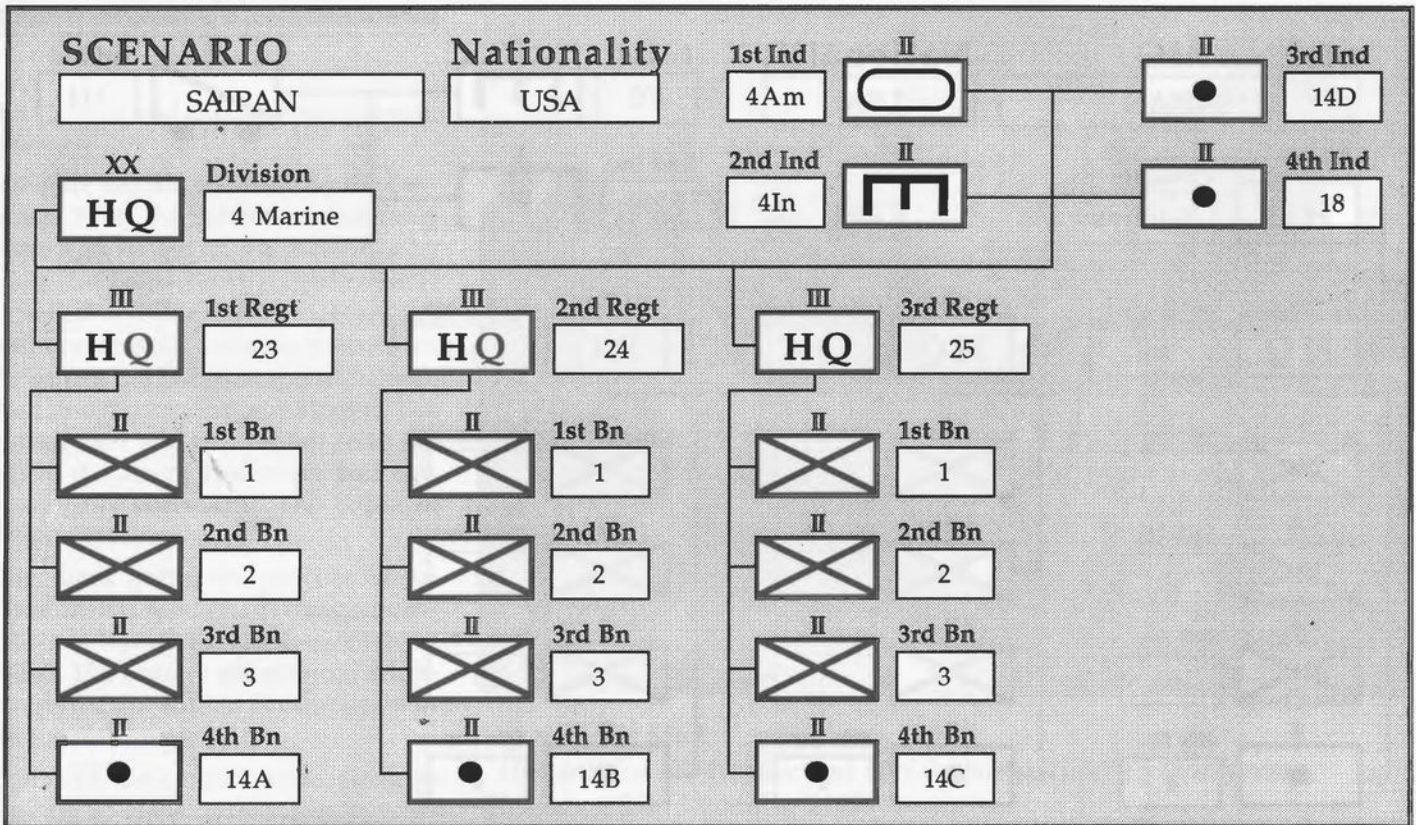 SCENARIO Nationality 1st Ind II II 3rd Ind
SAIPAN USA 4Am 14D
XX Division 2nd Ind II II 4th Ind
HQ 4 Marine 4In 18
III 1st Regt III 2nd Regt III 3rd Regt
HQ 23 HQ 24 HQ 25
II 1st Bn II 1st Bn II 1st Bn
1 1 1
II 2nd Bn II 2nd Bn II 2nd Bn
2 2 2
II 3rd Bn II 3rd Bn II 3rd Bn
3 3 3
II 4th Bn II 4th Bn II 4th Bn
14A 14B 14C